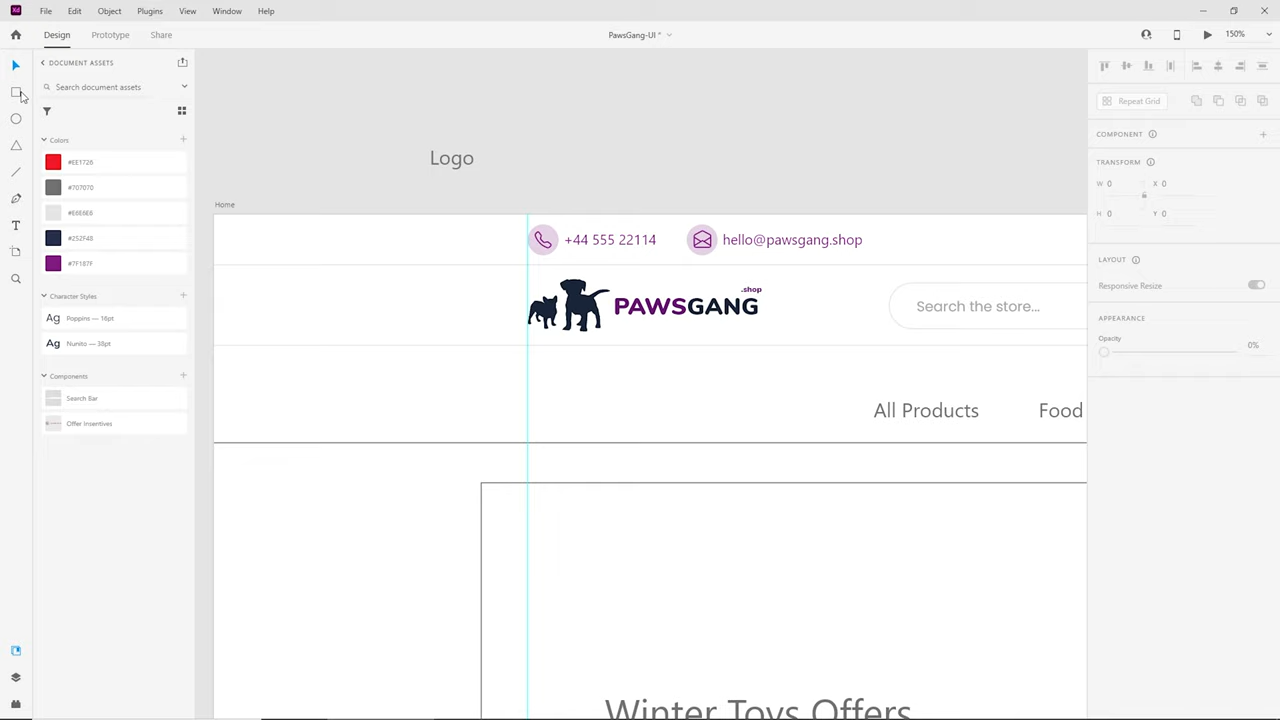 Xd File Edit Object Plugins View Window Help
Design Prototype Share PawsGang-UI * 150%
DOCUMENT ASSETS
Search document assets
Colors
#EE1726
#707070
#E6E6E6
#252F48
#7F187F
Character Styles
Ag Poppins — 16pt
Ag Nunito — 38pt
Components
Search Bar
Offer Insentives
Logo
Home
+44 555 22114 hello@pawsgang.shop
.shop
PAWSGANG
Search the store...
All Products Food
Winter Toys Offers
Repeat Grid
COMPONENT
TRANSFORM
W 0 X 0
H 0 Y 0
LAYOUT
Responsive Resize
APPEARANCE
Opacity
0%